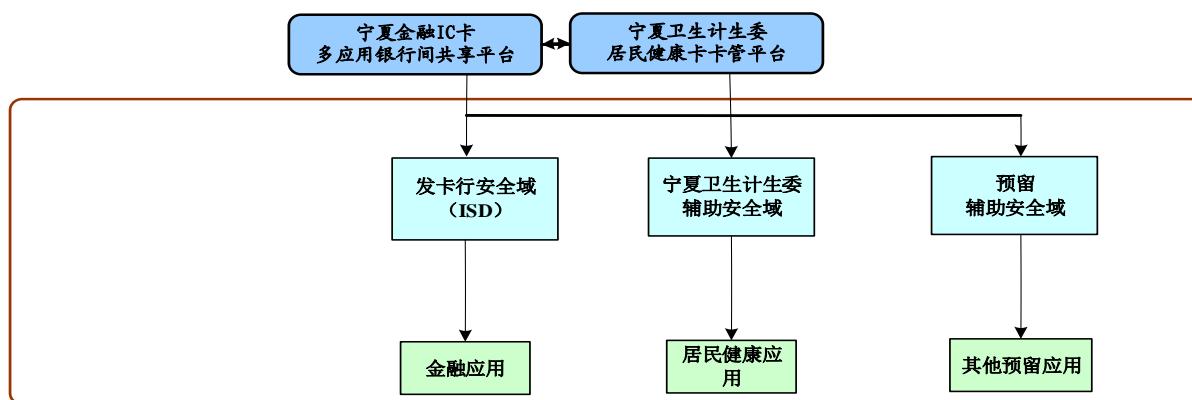 宁夏金融IC卡
多应用银行间共享平台
宁夏卫生计生委
居民健康卡卡管平台
发卡行安全域
（ISD）
宁夏卫生计生委
辅助安全域
预留
辅助安全域
金融应用
居民健康应
用
其他预留应用